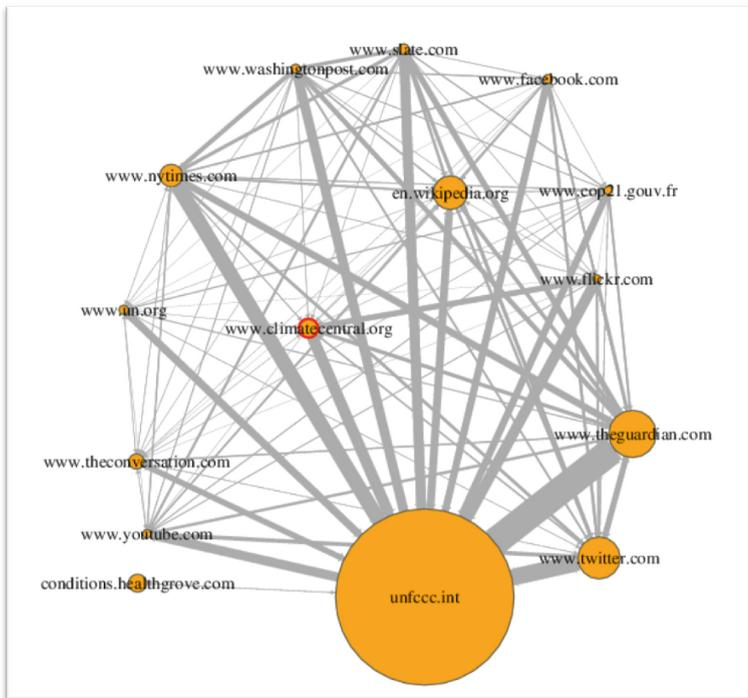 www.slate.com
www.washingtonpost.com
www.facebook.com
www.nytimes.com
en.wikipedia.org
www.cop21.gouv.fr
www.flickr.com
www.un.org
www.climatecentral.org
www.theguardian.com
www.theconversation.com
www.youtube.com
www.twitter.com
conditions.healthgrove.com
unfccc.int